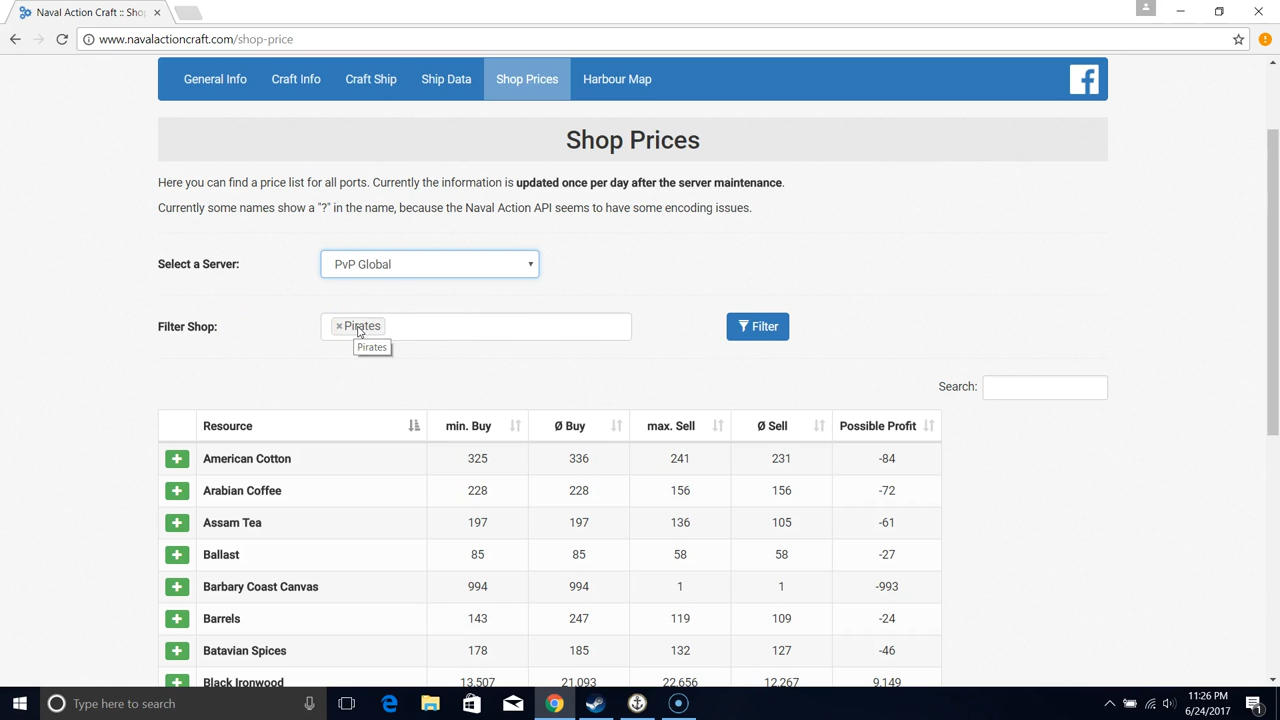 Naval Action Craft :: Sho
www.navalactioncraft.com/shop-price
General Info Craft Info Craft Ship Ship Data Shop Prices Harbour Map
Shop Prices
Here you can find a price list for all ports. Currently the information is updated once per day after the server maintenance.
Currently some names show a "?" in the name, because the Naval Action API seems to have some encoding issues.
Select a Server: PvP Global
Filter Shop: ×Pirates Filter
Pirates
Search:
Resource min. Buy Ø Buy max. Sell Ø Sell Possible Profit
American Cotton 325 336 241 231 -84
Arabian Coffee 228 228 156 156 -72
Assam Tea 197 197 136 105 -61
Ballast 85 85 58 58 -27
Barbary Coast Canvas 994 994 1 1 -993
Barrels 143 247 119 109 -24
Batavian Spices 178 185 132 127 -46
Black Ironwood 13,507 21,093 22,656 12,267 9,149
Type here to search
11:26 PM
6/24/2017
1